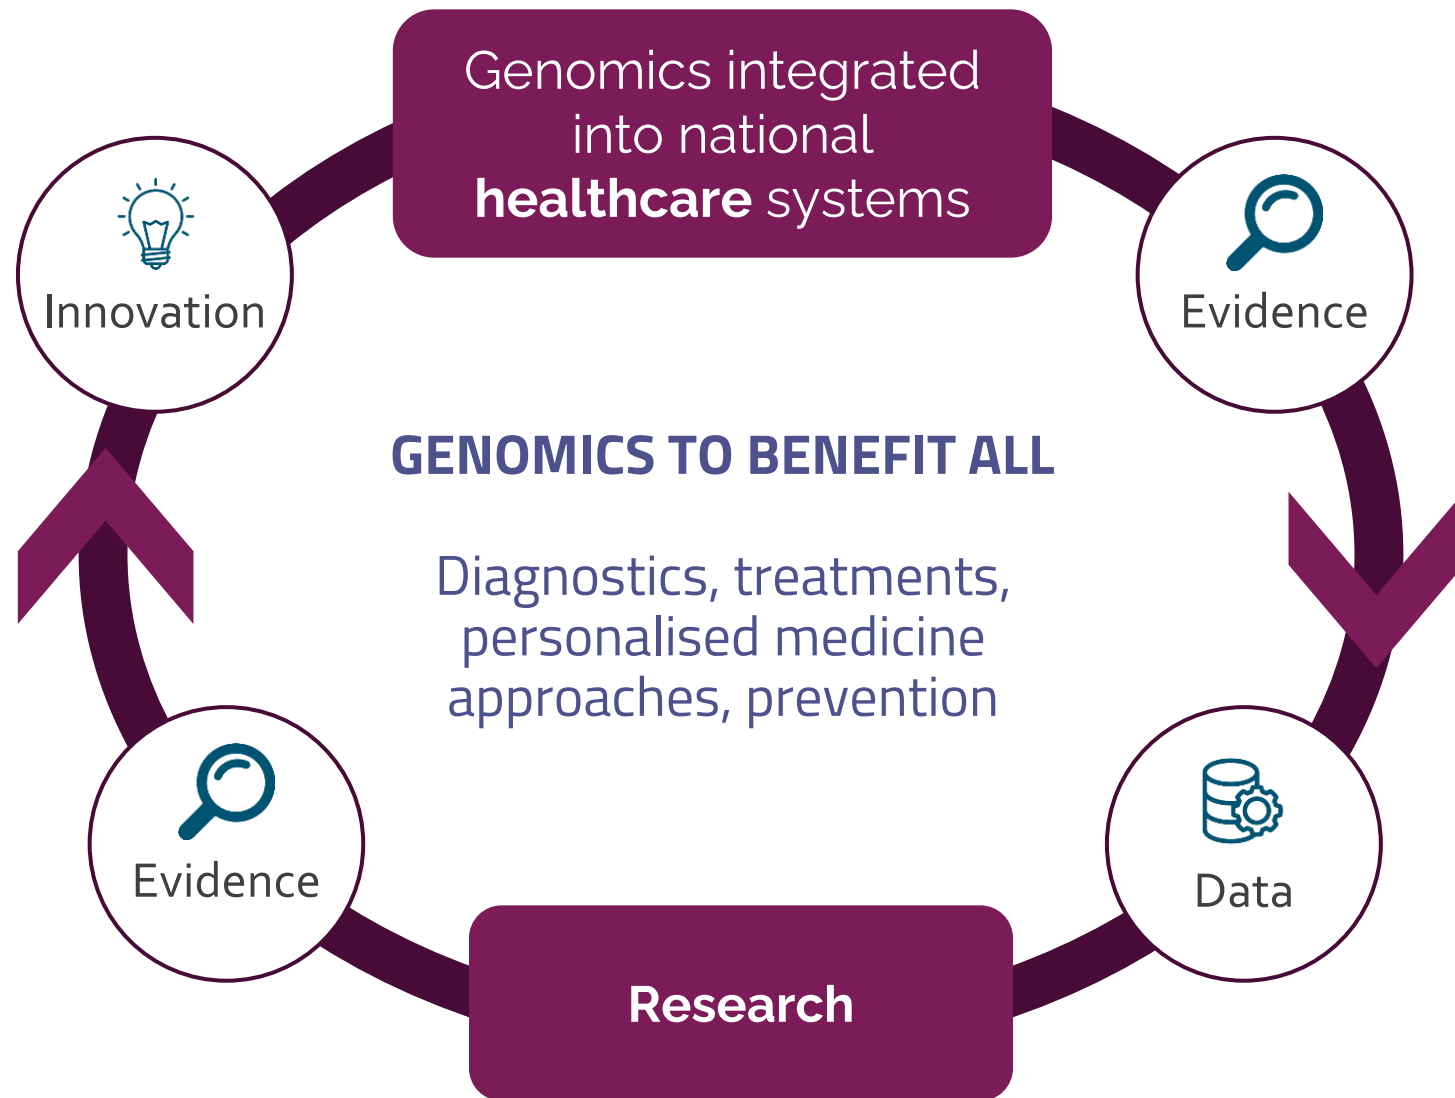 Genomics integrated
into national
healthcare systems
Innovation
Evidence
GENOMICS TO BENEFIT ALL
Diagnostics, treatments,
personalised medicine
approaches, prevention
Evidence
Data
Research